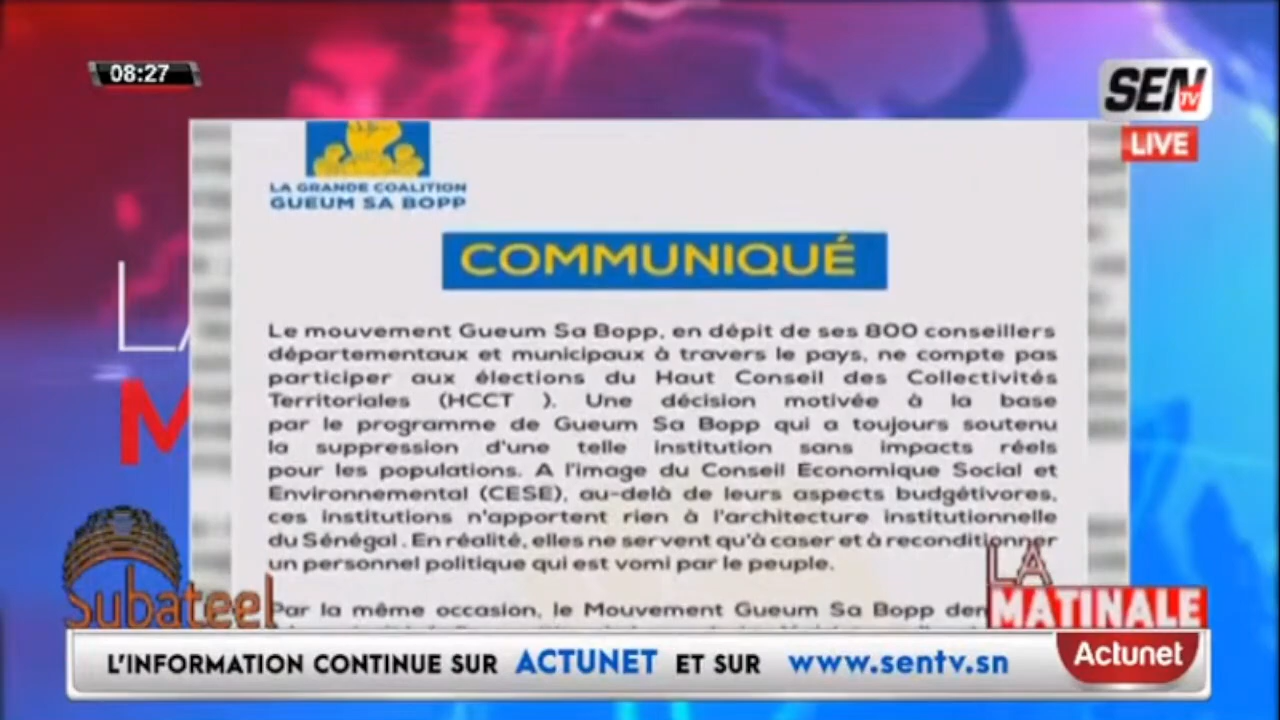 08:27
SEN TV
LIVE
LA GRANDE COALITION
GUEUM SA BOPP
COMMUNIQUÉ
Le mouvement Gueum Sa Bopp, en dépit de ses 800 conseillers
départementaux et municipaux à travers le pays, ne compte pas
participer aux élections du Haut Conseil des Collectivités
Territoriales (HCCT ). Une décision motivée à la base
par le programme de Gueum Sa Bopp qui a toujours soutenu
la suppression d'une telle institution sans impacts réels
pour les populations. A l'image du Conseil Economique Social et
Environnemental (CESE), au-delà de leurs aspects budgétivores,
ces institutions n'apportent rien à l'architecture institutionnelle
du Sénégal . En réalité, elles ne servent qu'à caser et à reconditionner
un personnel politique qui est vomi par le peuple.
Par la même occasion, le Mouvement Gueum Sa Bopp
LA
M
Subateel
LA
MATINALE
L'INFORMATION CONTINUE SUR ACTUNET ET SUR www.sentv.sn
Actunet